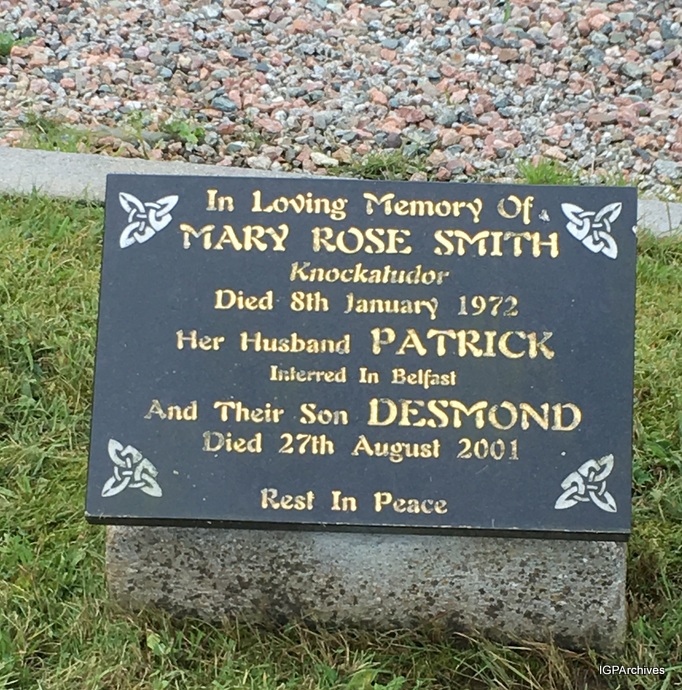 In Loving Memory Of
MARY ROSE SMITH
Knockatudor
Died 8th January 1972
Her Husband PATRICK
Interred In Belfast
And Their Son DESMOND
Died 27th August 2001
Rest In Peace
IGPArchives